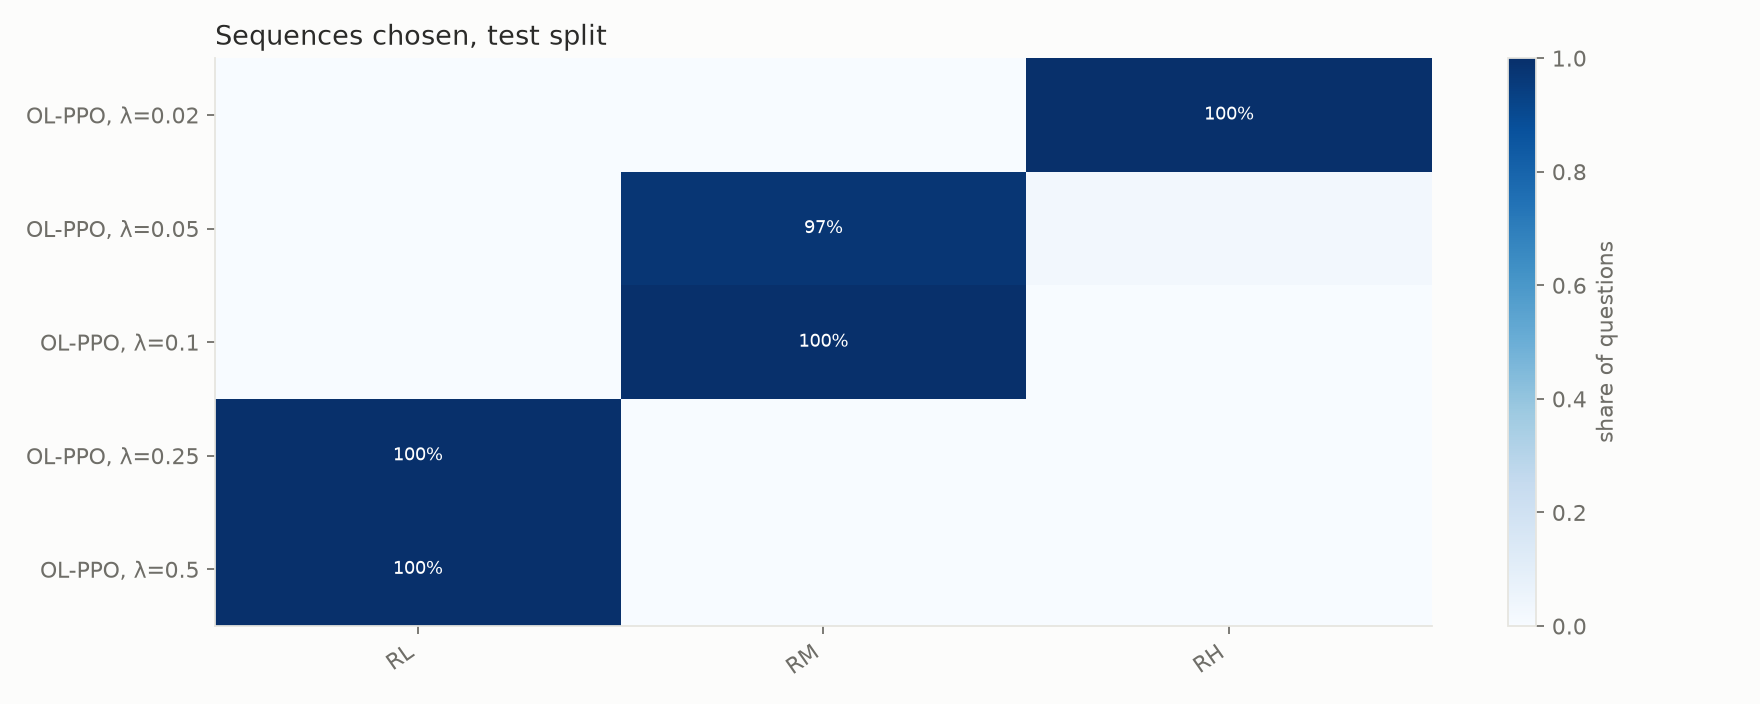 Sequences chosen, test split
OL-PPO, λ=0.02
100%
OL-PPO, λ=0.05
97%
OL-PPO, λ=0.1
100%
OL-PPO, λ=0.25
100%
OL-PPO, λ=0.5
100%
RL
RM
RH
1.0
0.8
0.6
0.4
0.2
0.0
share of questions